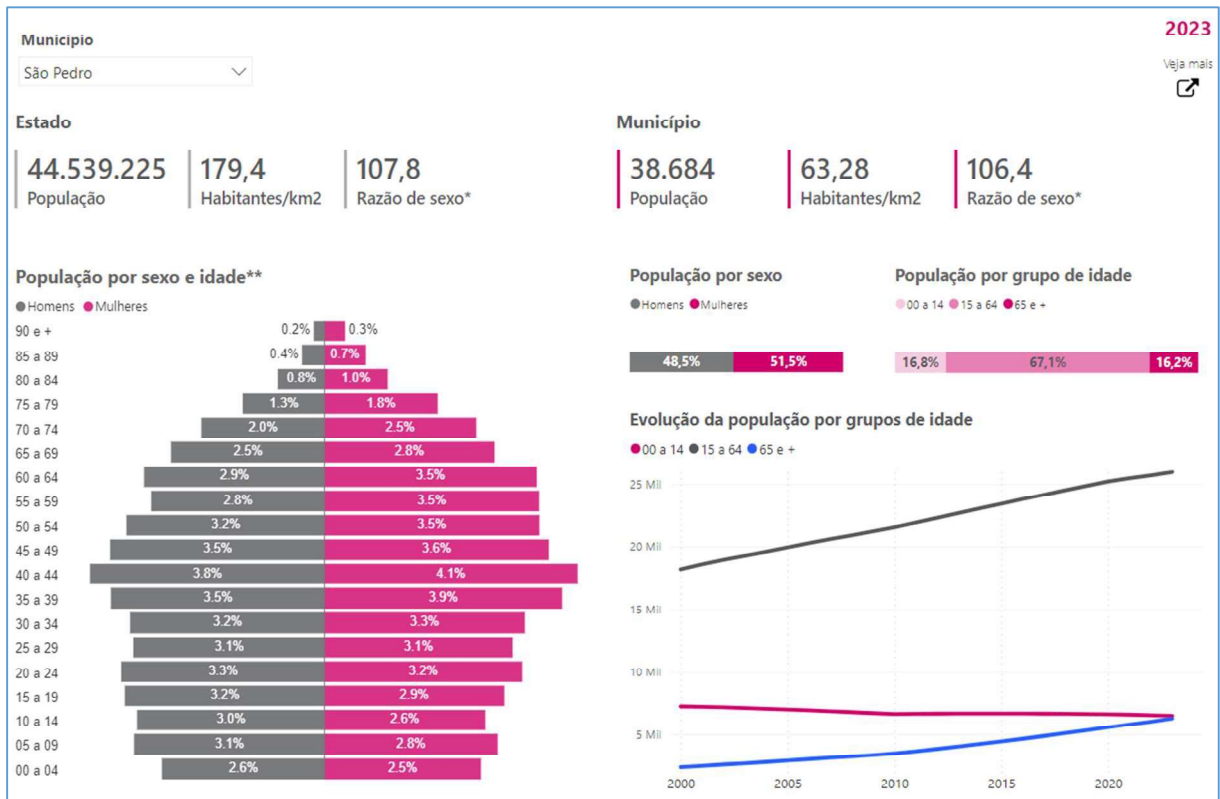 2023
Município
São Pedro
Veja mais
Estado
44.539.225
População
179,4
Habitantes/km2
107,8
Razão de sexo*
Município
38.684
População
63,28
Habitantes/km2
106,4
Razão de sexo*
População por sexo e idade**
Homens Mulheres
90 e + 0.2% 0.3%
85 a 89 0.4% 0.7%
80 a 84 0.8% 1.0%
75 a 79 1.3% 1.8%
70 a 74 2.0% 2.5%
65 a 69 2.5% 2.8%
60 a 64 2.9% 3.5%
55 a 59 2.8% 3.5%
50 a 54 3.2% 3.5%
45 a 49 3.5% 3.6%
40 a 44 3.8% 4.1%
35 a 39 3.5% 3.9%
30 a 34 3.2% 3.3%
25 a 29 3.1% 3.1%
20 a 24 3.3% 3.2%
15 a 19 3.2% 2.9%
10 a 14 3.0% 2.6%
05 a 09 3.1% 2.8%
00 a 04 2.6% 2.5%
População por sexo
Homens Mulheres
48,5% 51,5%
População por grupo de idade
00 a 14 15 a 64 65 e +
16,8% 67,1% 16,2%
Evolução da população por grupos de idade
00 a 14 15 a 64 65 e +
25 Mil
20 Mil
15 Mil
10 Mil
5 Mil
2000 2005 2010 2015 2020